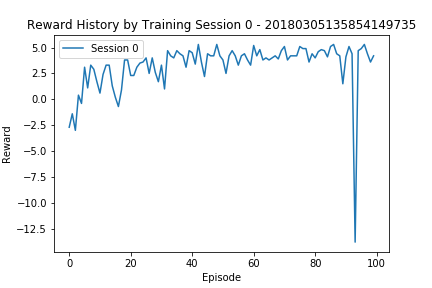 Reward History by Training Session 0 - 20180305135854149735
Session 0
5.0
2.5
0.0
−2.5
−5.0
−7.5
−10.0
−12.5
Reward
0 20 40 60 80 100
Episode